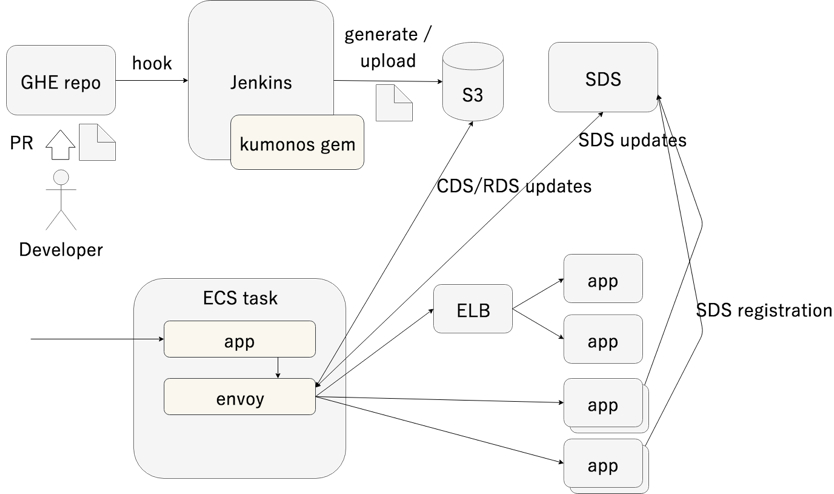 GHE repo
hook
Jenkins
kumonos gem
generate /
upload
S3
SDS
PR
Developer
SDS updates
CDS/RDS updates
ECS task
app
envoy
ELB
app
app
SDS registration
app
app